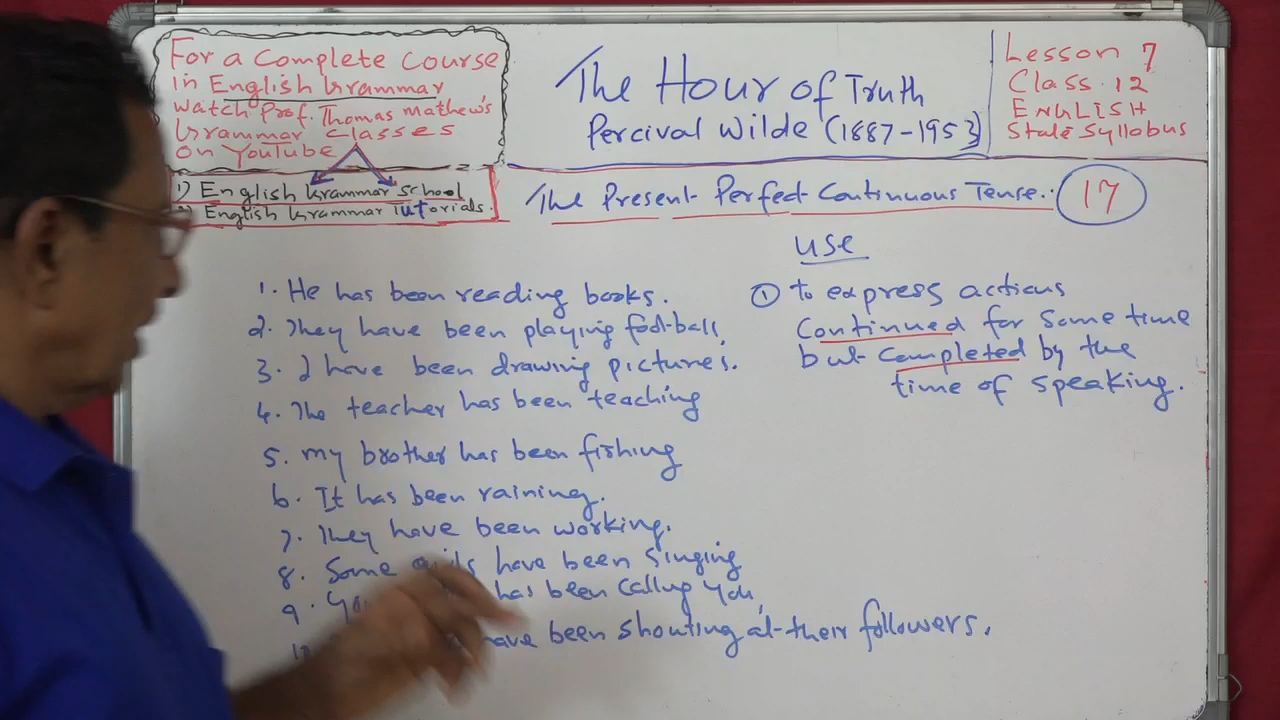 For a Complete Course
in English Grammar
Watch Prof. Thomas Mathew's
Grammar Classes
on YouTube
1) English Grammar School
English Grammar Tutorials.
The Hour of Truth
Percival Wilde (1887-1953)
Lesson 7
Class. 12
ENGLISH
State Syllabus
The Present Perfect Continuous Tense.
17
1. He has been reading books.
2. They have been playing foot-ball.
3. I have been drawing pictures.
4. The teacher has been teaching
5. my brother has been fishing
6. It has been raining.
7. They have been working.
8. Some girls have been singing
9. has been calling you.
have been shouting at their followers.
use
① to express actions
Continued for some time
but completed by the
time of speaking.